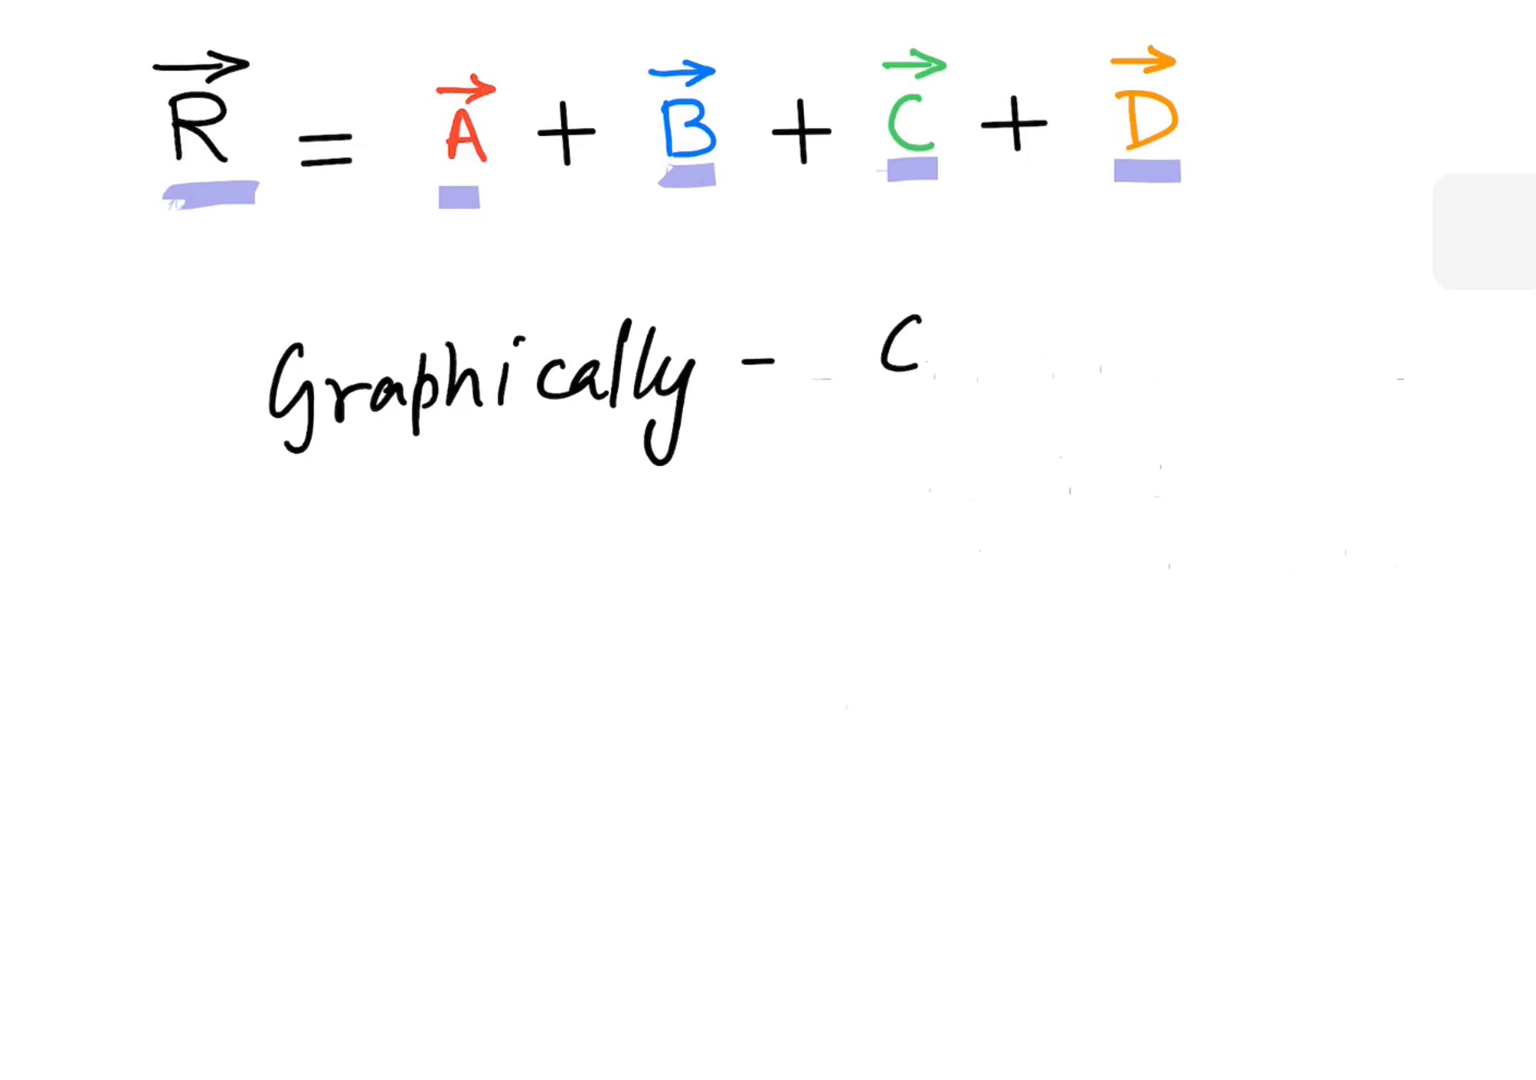 R⃗ = A⃗ + B⃗ + C⃗ + D⃗
Graphically - C